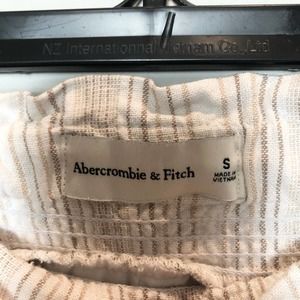 NZ International Vietnam Co.,Ltd
Abercrombie & Fitch
S
MADE IN
VIETNAM